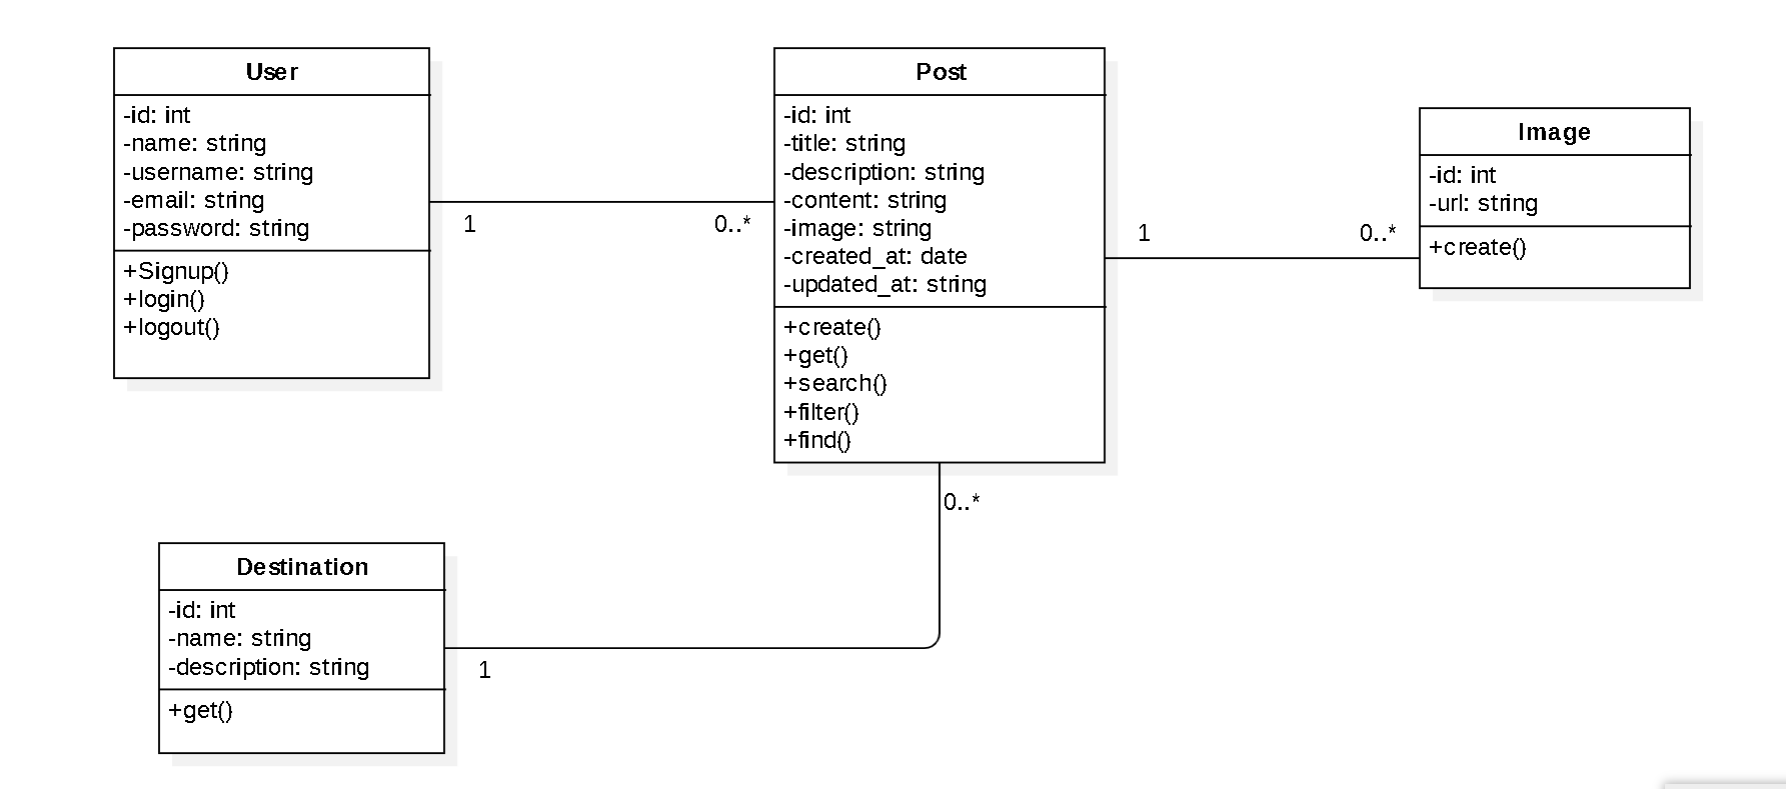 User
-id: int
-name: string
-username: string
-email: string
-password: string
+Signup()
+login()
+logout()
1
0..*
Post
-id: int
-title: string
-description: string
-content: string
-image: string
-created_at: date
-updated_at: string
+create()
+get()
+search()
+filter()
+find()
1
0..*
Image
-id: int
-url: string
+create()
0..*
Destination
-id: int
-name: string
-description: string
+get()
1